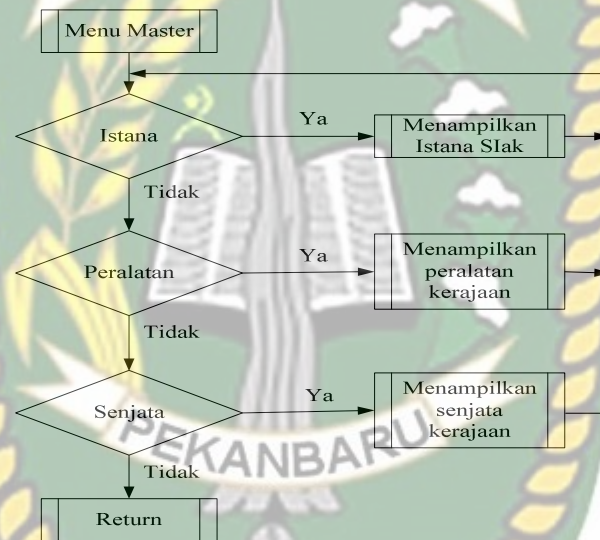 Menu Master
Istana
Ya
Menampilkan
Istana SIak
Tidak
Peralatan
Ya
Menampilkan
peralatan
kerajaan
Tidak
Senjata
Ya
Menampilkan
senjata
kerajaan
PEKANBARU
Tidak
Return